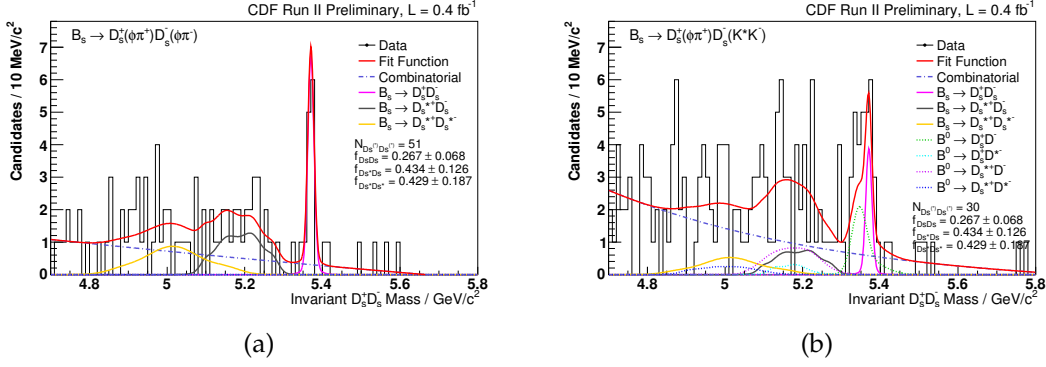 CDF Run II Preliminary, L = 0.4 fb⁻¹
Candidates / 10 MeV/c²
7
6
5
4
3
2
1
0
B_s → D_s⁺(φπ⁺)D_s⁻(φπ⁻)
Data
Fit Function
Combinatorial
B_s → D_s⁺D_s⁻
B_s → D_s*⁺D_s⁻
B_s → D_s*⁺D_s*⁻
N_Ds(*)Ds(*) = 51
f_DsDs = 0.267 ± 0.068
f_Ds*Ds = 0.434 ± 0.126
f_Ds*Ds* = 0.429 ± 0.187
4.8 5 5.2 5.4 5.6 5.8
Invariant D_s⁺D_s⁻ Mass / GeV/c²
(a)
CDF Run II Preliminary, L = 0.4 fb⁻¹
Candidates / 10 MeV/c²
7
6
5
4
3
2
1
0
B_s → D_s⁺(φπ⁺)D_s⁻(K*K⁻)
Data
Fit Function
Combinatorial
B_s → D_s⁺D_s⁻
B_s → D_s*⁺D_s⁻
B_s → D_s*⁺D_s*⁻
B⁰ → D_s⁺D⁻
B⁰ → D_s⁺D*⁻
B⁰ → D_s*⁺D⁻
B⁰ → D_s*⁺D*⁻
N_Ds(*)Ds(*) = 30
f_DsDs = 0.267 ± 0.068
f_Ds*Ds = 0.434 ± 0.126
f_Ds*Ds* = 0.429 ± 0.187
4.8 5 5.2 5.4 5.6 5.8
Invariant D_s⁺D_s⁻ Mass / GeV/c²
(b)